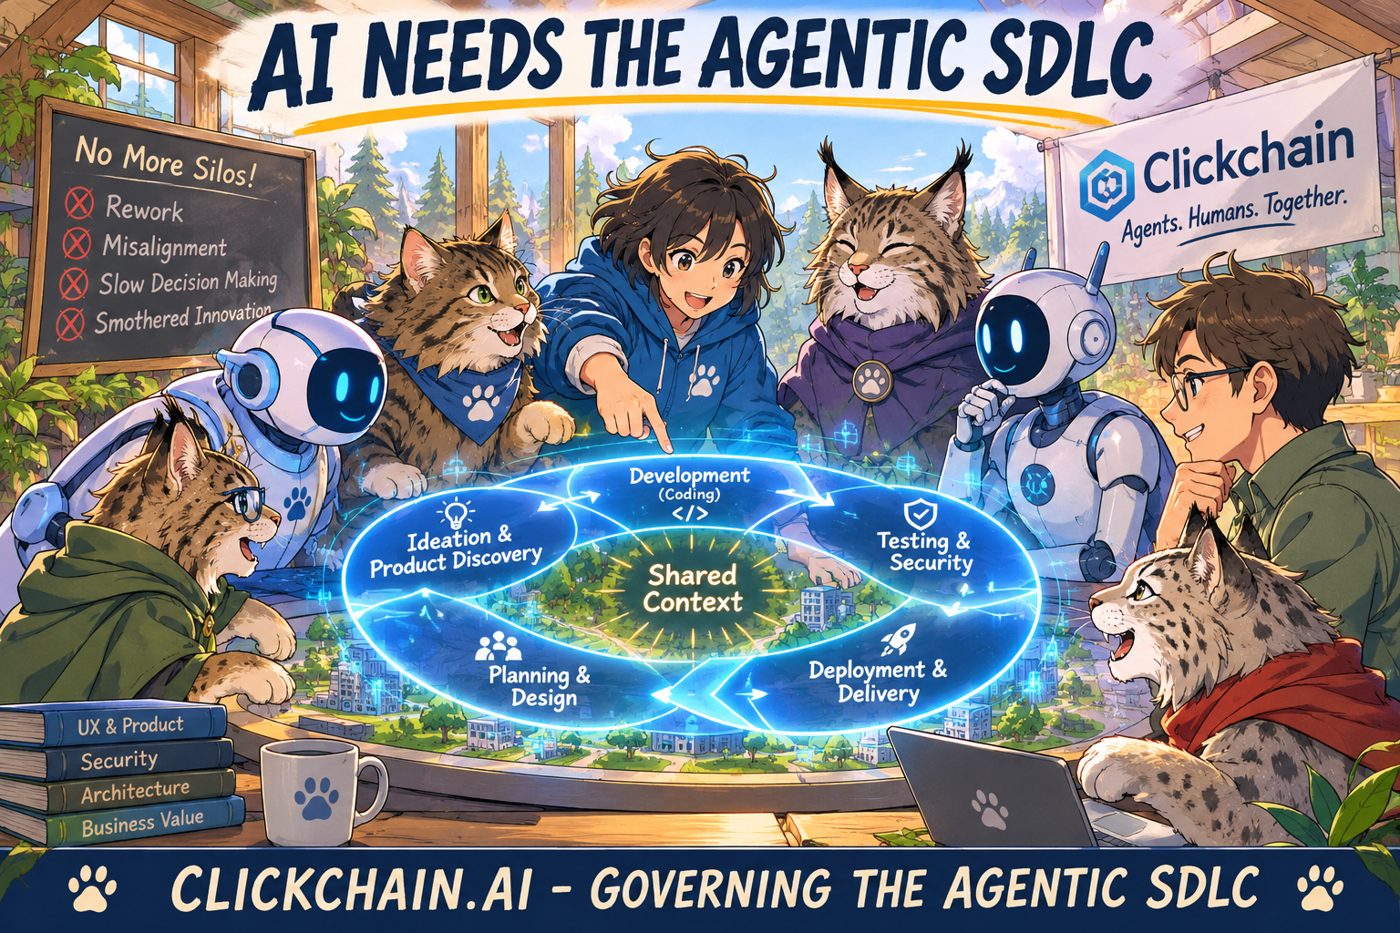 AI NEEDS THE AGENTIC SDLC
No More Silos!
Rework
Misalignment
Slow Decision Making
Smothered Innovation
Clickchain
Agents. Humans. Together.
Development
(Coding)
</>
Ideation &
Product Discovery
Testing &
Security
Shared
Context
Planning &
Design
Deployment &
Delivery
UX & Product
Security
Architecture
Business Value
CLICKCHAIN.AI - GOVERNING THE AGENTIC SDLC